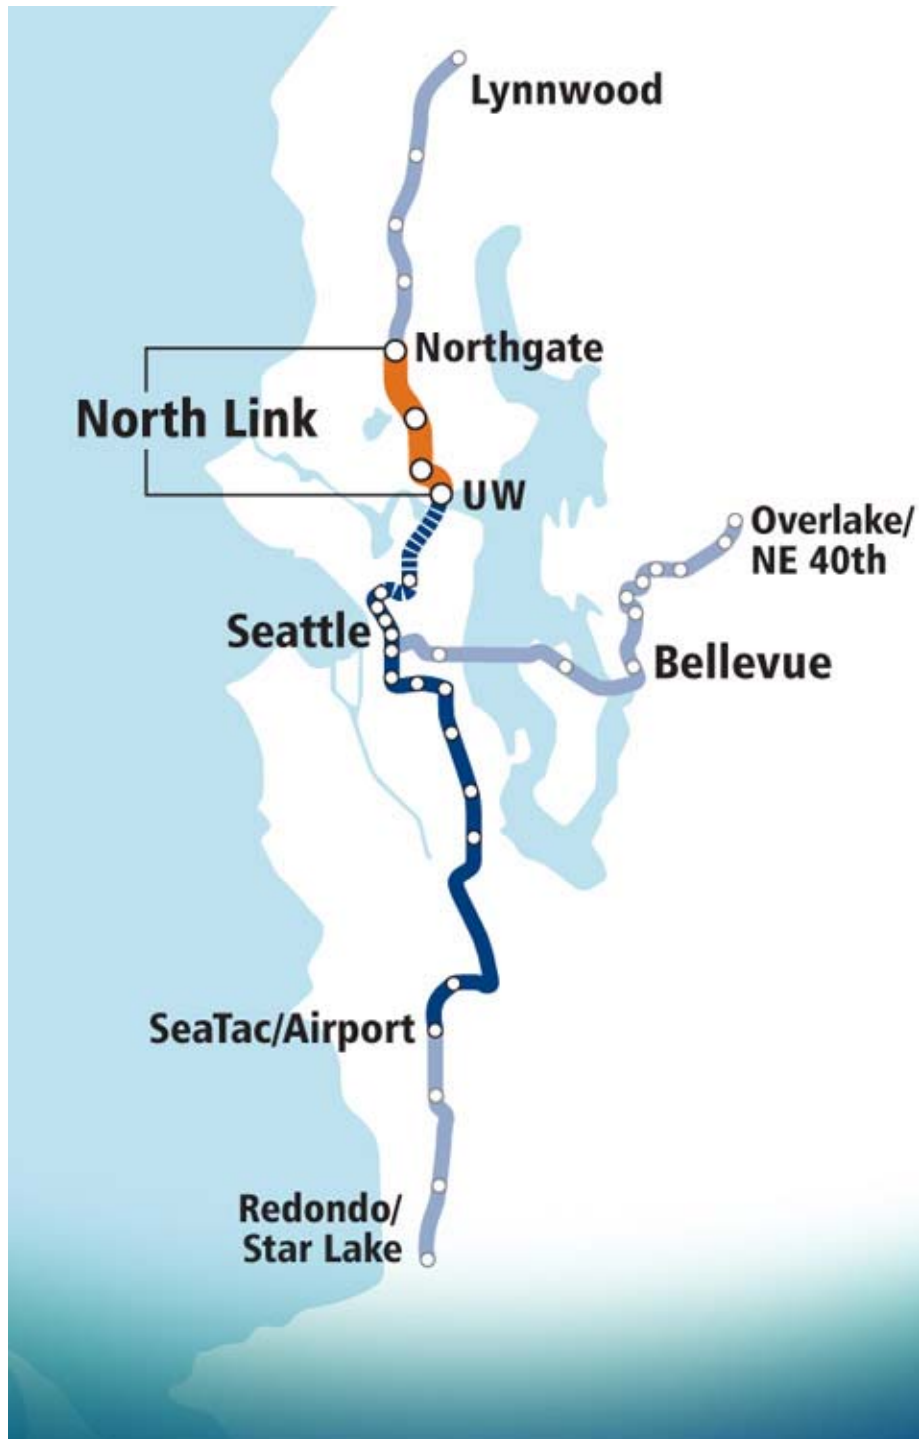 Lynnwood
Northgate
North Link
UW
Overlake/
NE 40th
Seattle
Bellevue
SeaTac/Airport
Redondo/
Star Lake